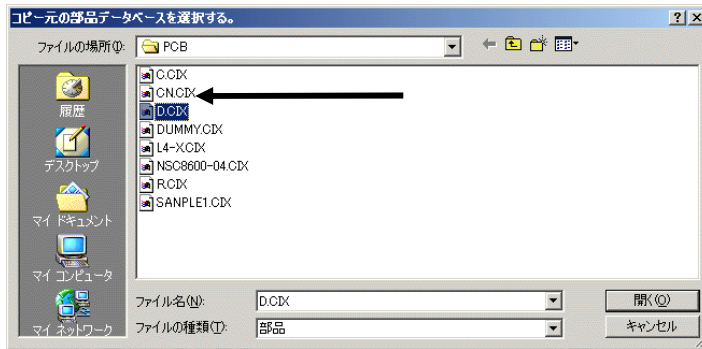 コピー元の部品データベースを選択する。
ファイルの場所(I):
PCB
履歴
デスクトップ
マイ ドキュメント
マイ コンピュータ
マイ ネットワーク
C.CIX
CN.CIX
D.CIX
DUMMY.CIX
L4-X.CIX
NSC8600-04.CIX
R.CIX
SANPLE1.CIX
ファイル名(N):
D.CIX
開く(O)
ファイルの種類(T):
部品
キャンセル